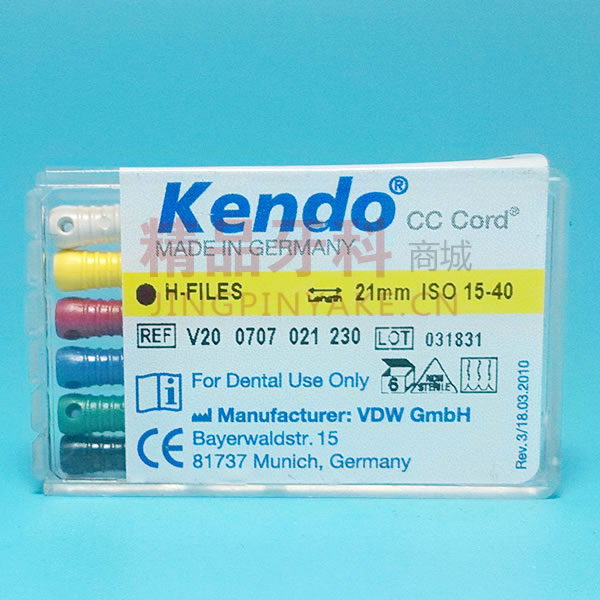 Kendo® CC Cord®
MADE IN GERMANY
精品牙科 商城
JINGPINYAKE.CN
H-FILES Length 21mm ISO 15-40
REF V20 0707 021 230 LOT 031831
6 NON STERILE
i For Dental Use Only
Manufacturer: VDW GmbH
CE Bayerwaldstr. 15
81737 Munich, Germany
Rev. 3/18.03.2010